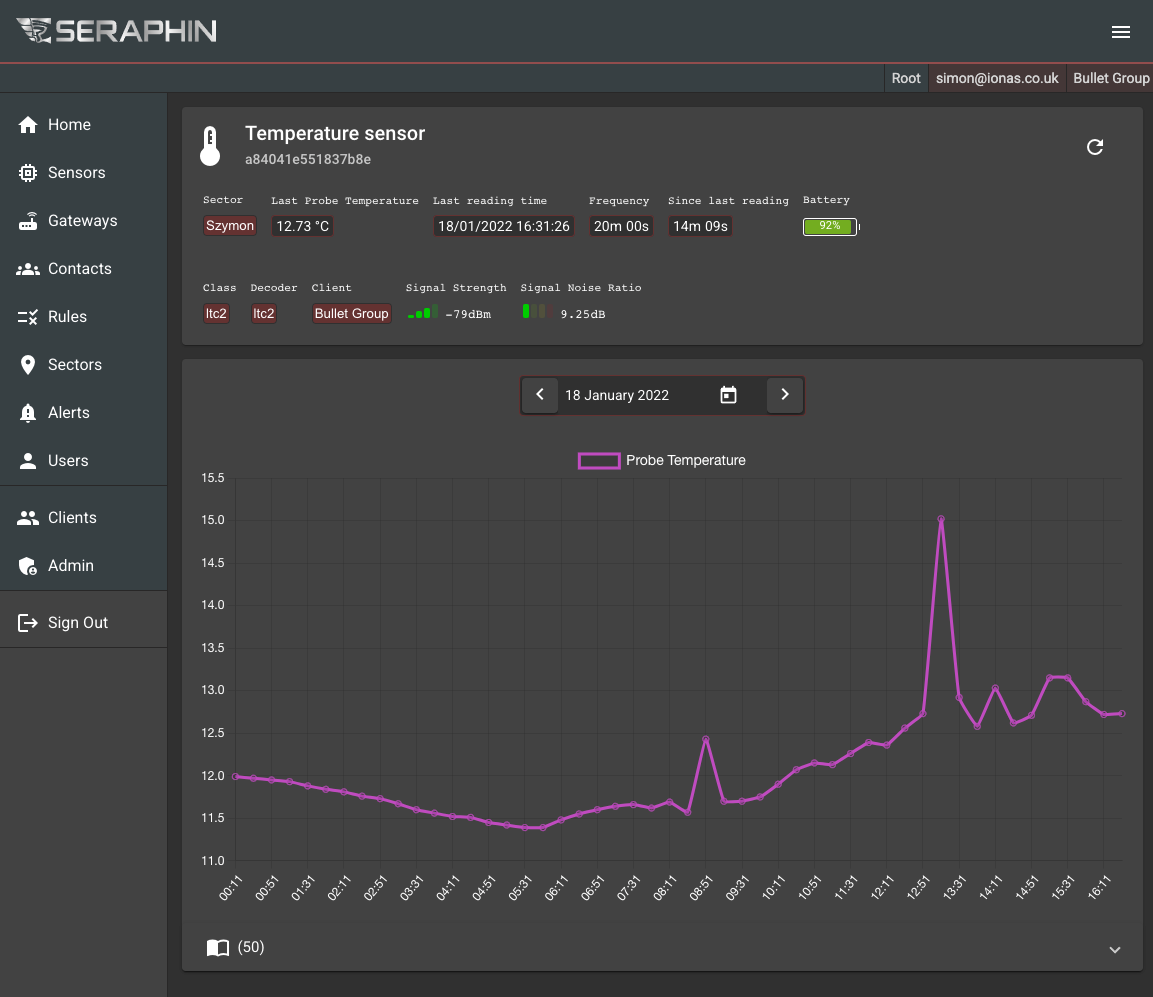 SERAPHIN
Root simon@ionas.co.uk Bullet Group
Home
Sensors
Gateways
Contacts
Rules
Sectors
Alerts
Users
Clients
Admin
Sign Out
Temperature sensor
a84041e551837b8e
Sector Last Probe Temperature Last reading time Frequency Since last reading Battery
Szymon 12.73 °C 18/01/2022 16:31:26 20m 00s 14m 09s 92%
Class Decoder Client Signal Strength Signal Noise Ratio
ltc2 ltc2 Bullet Group -79dBm 9.25dB
18 January 2022
Probe Temperature
15.5
15.0
14.5
14.0
13.5
13.0
12.5
12.0
11.5
11.0
00:11 00:51 01:31 02:11 02:51 03:31 04:11 04:51 05:31 06:11 06:51 07:31 08:11 08:51 09:31 10:11 10:51 11:31 12:11 12:51 13:31 14:11 14:51 15:31 16:11
(50)